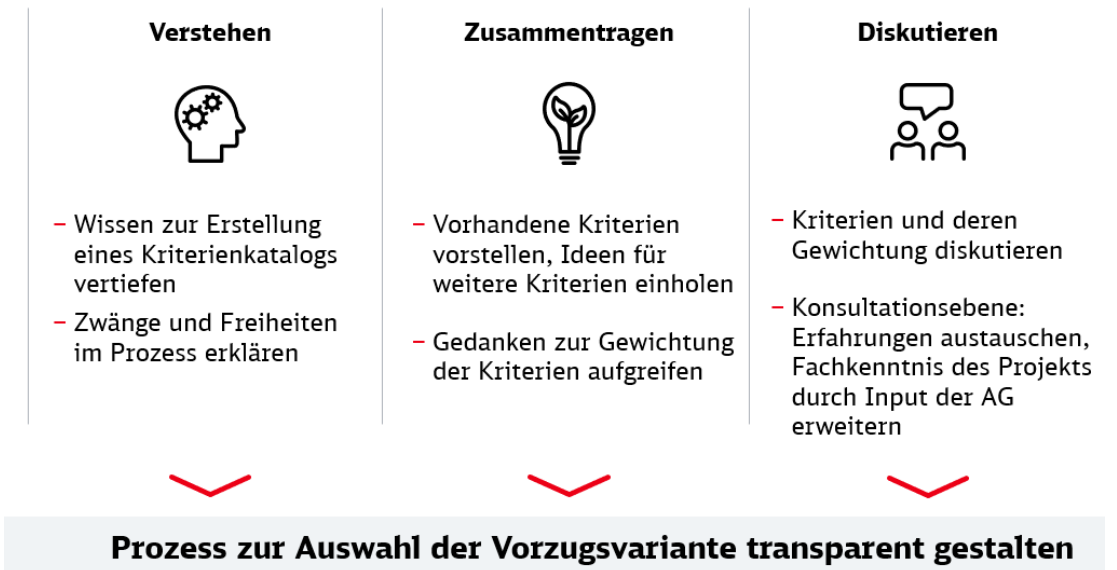 Verstehen
– Wissen zur Erstellung
eines Kriterienkatalogs
vertiefen
– Zwänge und Freiheiten
im Prozess erklären
Zusammentragen
– Vorhandene Kriterien
vorstellen, Ideen für
weitere Kriterien einholen
– Gedanken zur Gewichtung
der Kriterien aufgreifen
Diskutieren
– Kriterien und deren
Gewichtung diskutieren
– Konsultationsebene:
Erfahrungen austauschen,
Fachkenntnis des Projekts
durch Input der AG
erweitern
Prozess zur Auswahl der Vorzugsvariante transparent gestalten